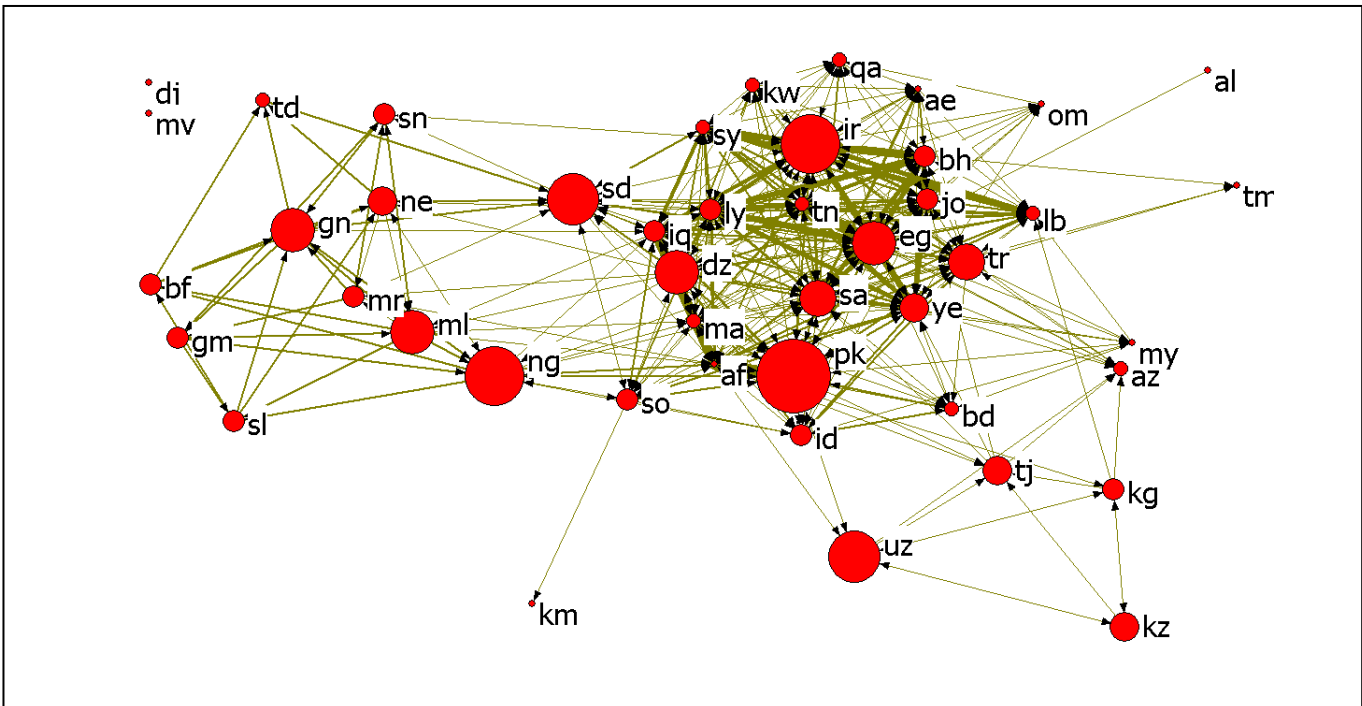 di
mv
td
sn
gn
ne
bf
mr
gm
ml
sl
ng
sd
so
km
kw
qa
ae
om
al
sy
ir
bh
tm
ly
tn
jo
lb
iq
eg
dz
tr
sa
ye
ma
pk
af
my
az
id
bd
tj
kg
uz
kz